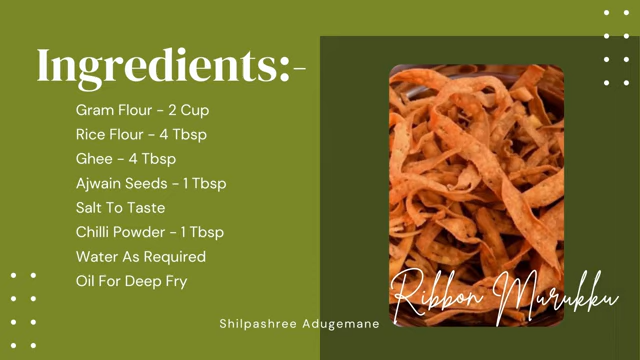 Ingredients:-
Gram Flour - 2 Cup
Rice Flour - 4 Tbsp
Ghee - 4 Tbsp
Ajwain Seeds - 1 Tbsp
Salt To Taste
Chilli Powder - 1 Tbsp
Water As Required
Oil For Deep Fry
Ribbon Murukku
Shilpashree Adugemane